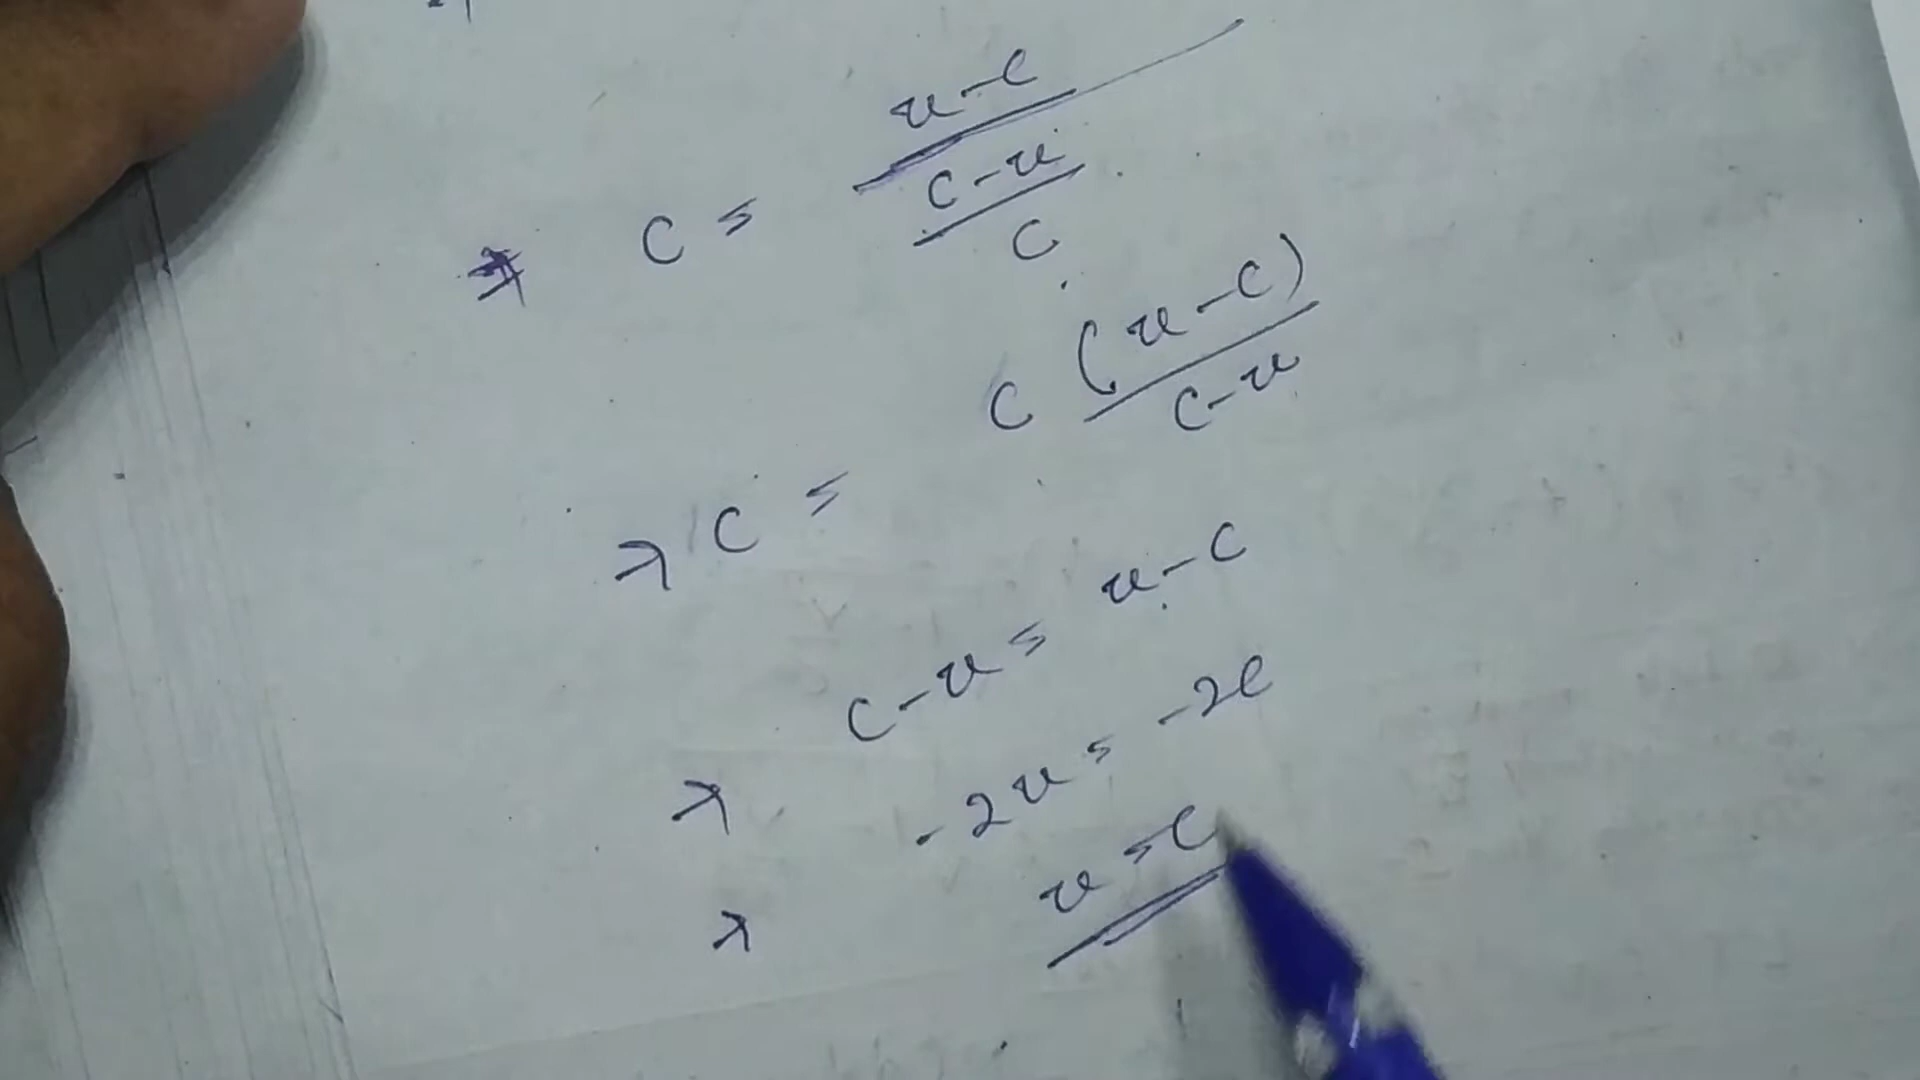 ⇒ C = (u-C)/((C-u)/C)
⇒ C = C (u-C)/(C-u)
C-u = u-C
⇒ -2u = -2C
⇒ u = C